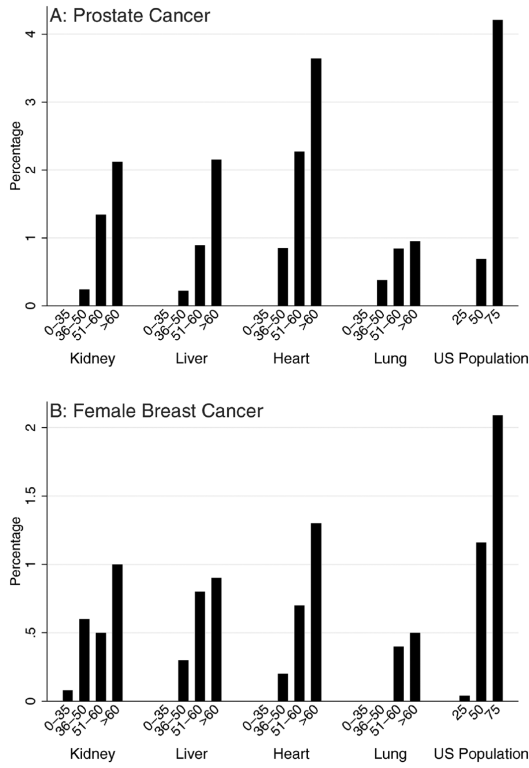 A: Prostate Cancer
Percentage
4
3
2
1
0
0–35 36–50 51–60 >60 0–35 36–50 51–60 >60 0–35 36–50 51–60 >60 0–35 36–50 51–60 >60 25 50 75
Kidney Liver Heart Lung US Population
B: Female Breast Cancer
Percentage
2
1.5
1
.5
0
0–35 36–50 51–60 >60 0–35 36–50 51–60 >60 0–35 36–50 51–60 >60 0–35 36–50 51–60 >60 25 50 75
Kidney Liver Heart Lung US Population